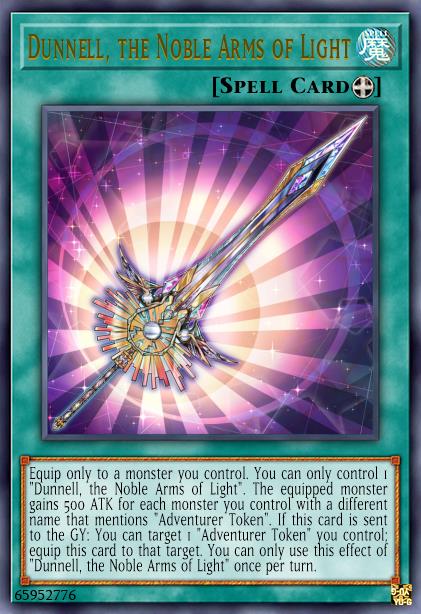 Dunnell, the Noble Arms of Light
SPELL
魔
[Spell Card]
Equip only to a monster you control. You can only control 1
"Dunnell, the Noble Arms of Light". The equipped monster
gains 500 ATK for each monster you control with a different
name that mentions "Adventurer Token". If this card is sent
to the GY: You can target 1 "Adventurer Token" you control;
equip this card to that target. You can only use this effect of
"Dunnell, the Noble Arms of Light" once per turn.
65952776